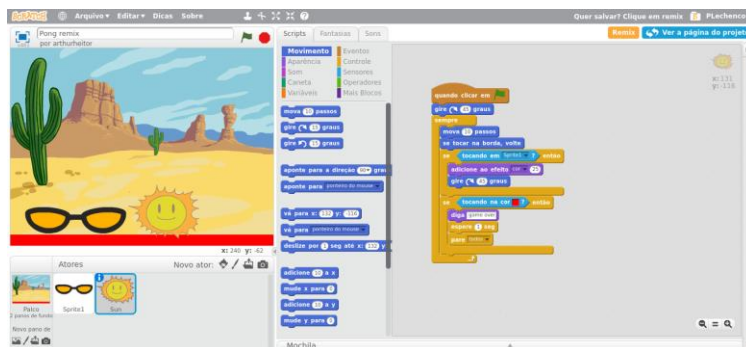 SCRATCH Arquivo Editar Dicas Sobre Quer salvar? Clique em remix PLechenco
Pong remix
por arthurheitor
Scripts Fantasias Sons
Remix Ver a página do projeto
Movimento Eventos
Aparência Controle
Som Sensores
Caneta Operadores
Variáveis Mais Blocos
mova 10 passos
gire 15 graus
gire 15 graus
aponte para a direção 90 grau
aponte para ponteiro do mouse
vá para x: 132 y: -116
vá para ponteiro do mouse
deslize por 1 seg até x: 132 y
adicione 10 a x
mude x para 0
adicione 10 a y
mude y para 0
quando clicar em
gire 45 graus
sempre
mova 10 passos
se tocar na borda, volte
se tocando em Sprite1 ? então
adicione ao efeito cor 25
gire 45 graus
se tocando na cor ? então
diga game over
espere 1 seg
pare todos
x: 131
y: -116
x: 240 y: -62
Atores Novo ator:
Palco
2 panos de fundo
Sprite1
Sun
Novo pano de
Mochila